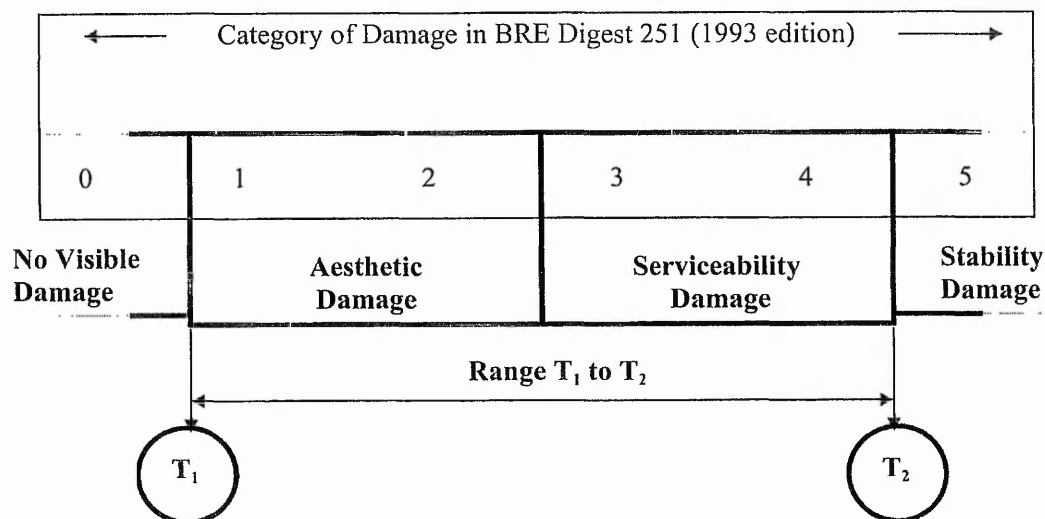 Category of Damage in BRE Digest 251 (1993 edition)
0 1 2 3 4 5
No Visible
Damage
Aesthetic
Damage
Serviceability
Damage
Stability
Damage
Range T₁ to T₂
T₁
T₂